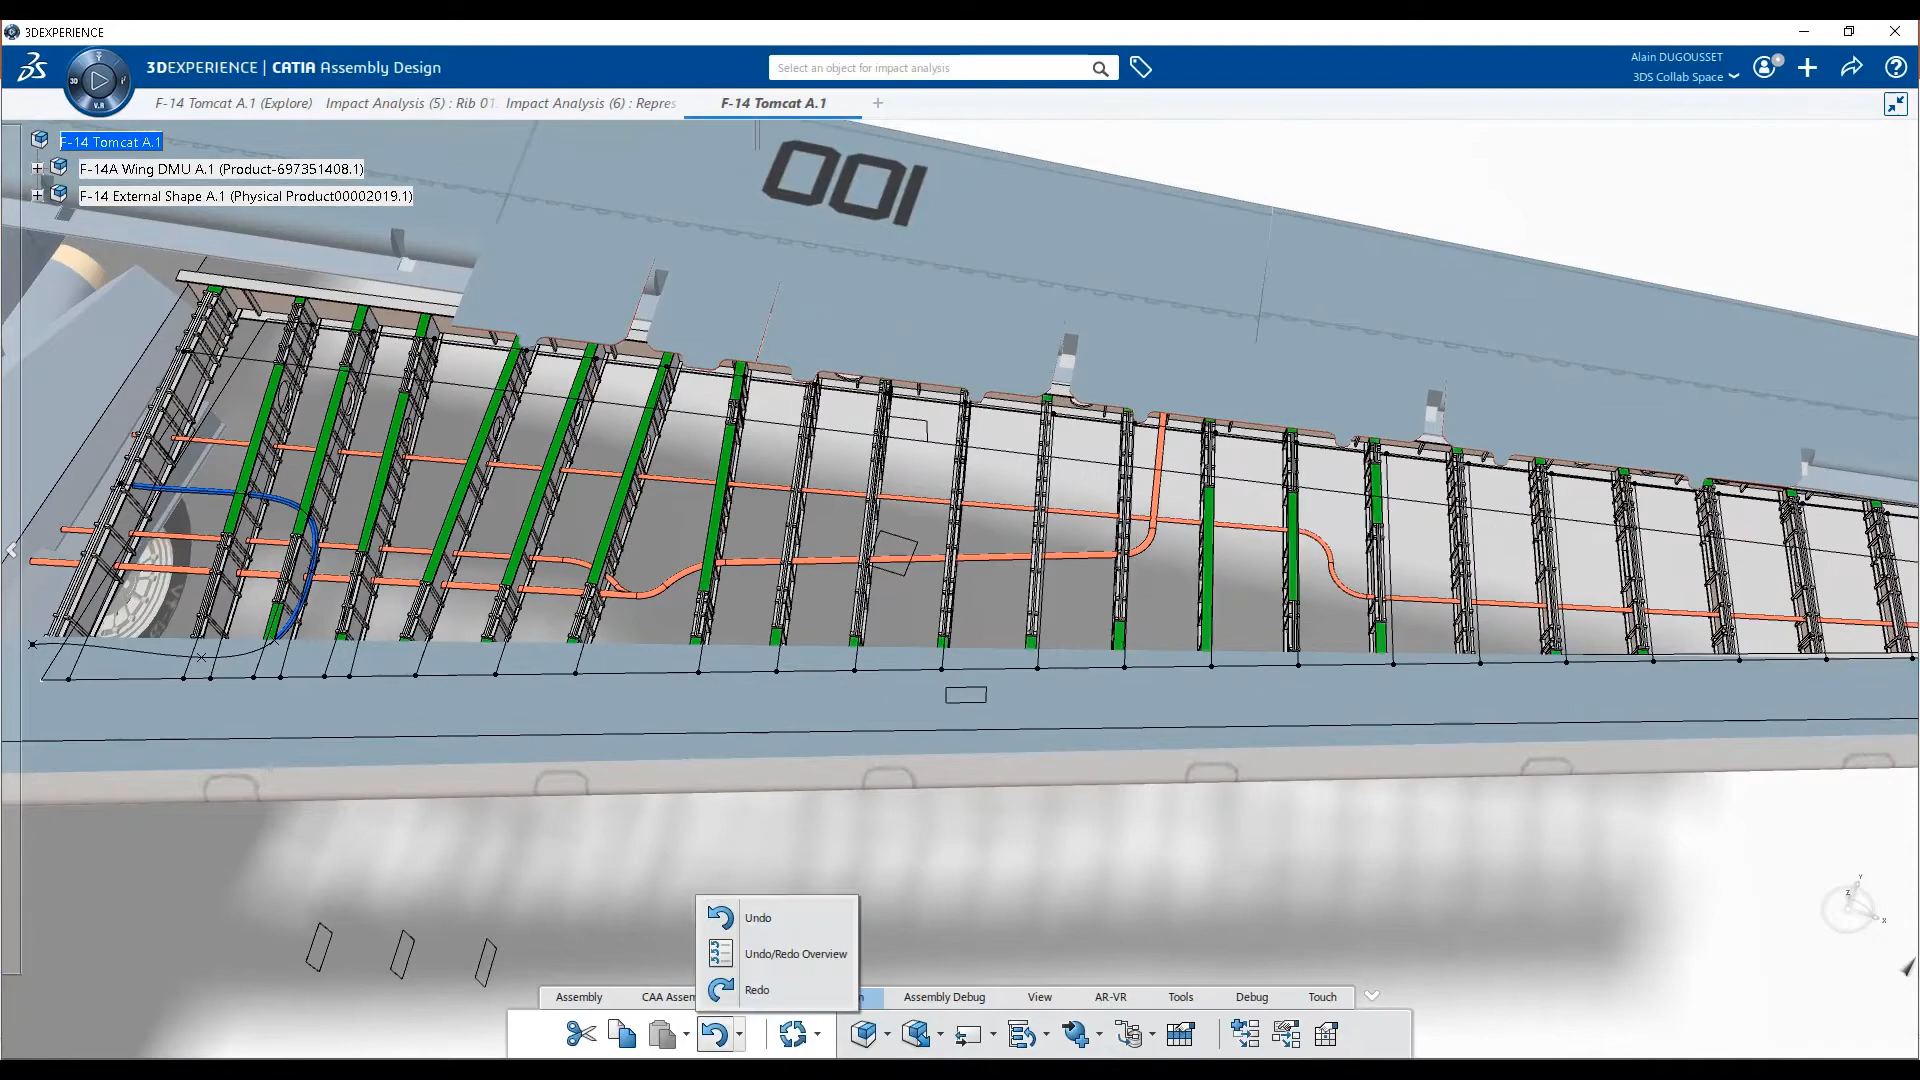 3DEXPERIENCE
3DEXPERIENCE | CATIA Assembly Design
Select an object for impact analysis
Alain DUGOUSSET
3DS Collab Space
3D
V.R
F-14 Tomcat A.1 (Explore)
Impact Analysis (5) : Rib 01
Impact Analysis (6) : Repres
F-14 Tomcat A.1
F-14 Tomcat A.1
F-14A Wing DMU A.1 (Product-697351408.1)
F-14 External Shape A.1 (Physical Product00002019.1)
001
Undo
Undo/Redo Overview
Redo
Assembly
CAA Assem
n
Assembly Debug
View
AR-VR
Tools
Debug
Touch
Y
Z
X